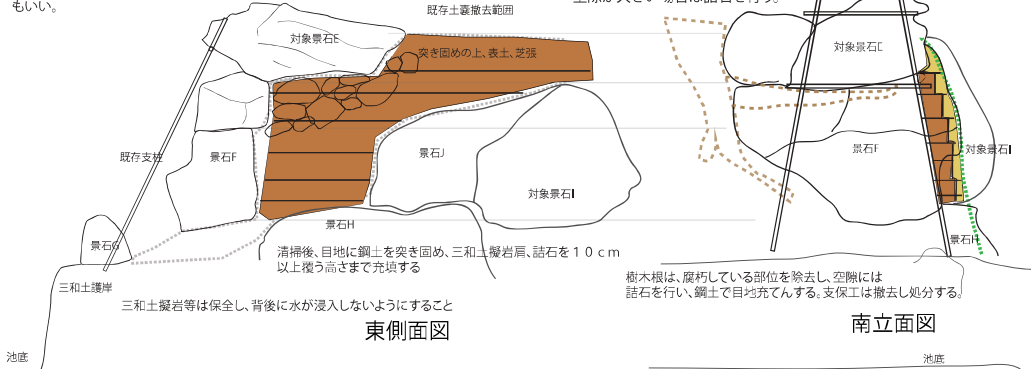 もいい。
既存土嚢撤去範囲
対象景石E
突き固めの上、表土、芝張
既存支柱
景石F
景石J
対象景石I
景石G
景石H
清掃後、目地に鋼土を突き固め、三和土擬岩肩、詰石を１０ｃｍ
以上覆う高さまで充填する
三和土護岸
三和土擬岩等は保全し、背後に水が浸入しないようにすること
東側面図
池底
対象景石E
景石F
対象景石I
景石H
樹木根は、腐朽している部位を除去し、空隙には
詰石を行い、鋼土で目地充てんする。支保工は撤去し処分する。
南立面図
池底